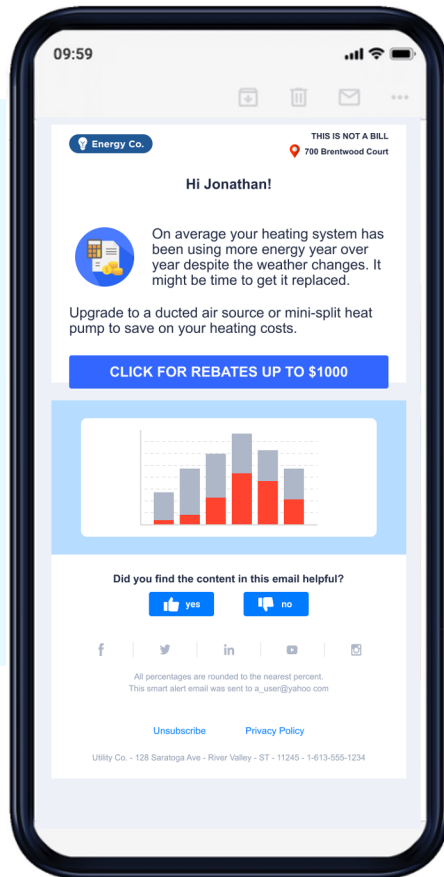 09:59
Energy Co.
THIS IS NOT A BILL
700 Brentwood Court
Hi Jonathan!
On average your heating system has
been using more energy year over
year despite the weather changes. It
might be time to get it replaced.
Upgrade to a ducted air source or mini-split heat
pump to save on your heating costs.
CLICK FOR REBATES UP TO $1000
Did you find the content in this email helpful?
yes
no
All percentages are rounded to the nearest percent.
This smart alert email was sent to a_user@yahoo com
Unsubscribe
Privacy Policy
Utility Co. - 128 Saratoga Ave - River Valley - ST - 11245 - 1-613-555-1234